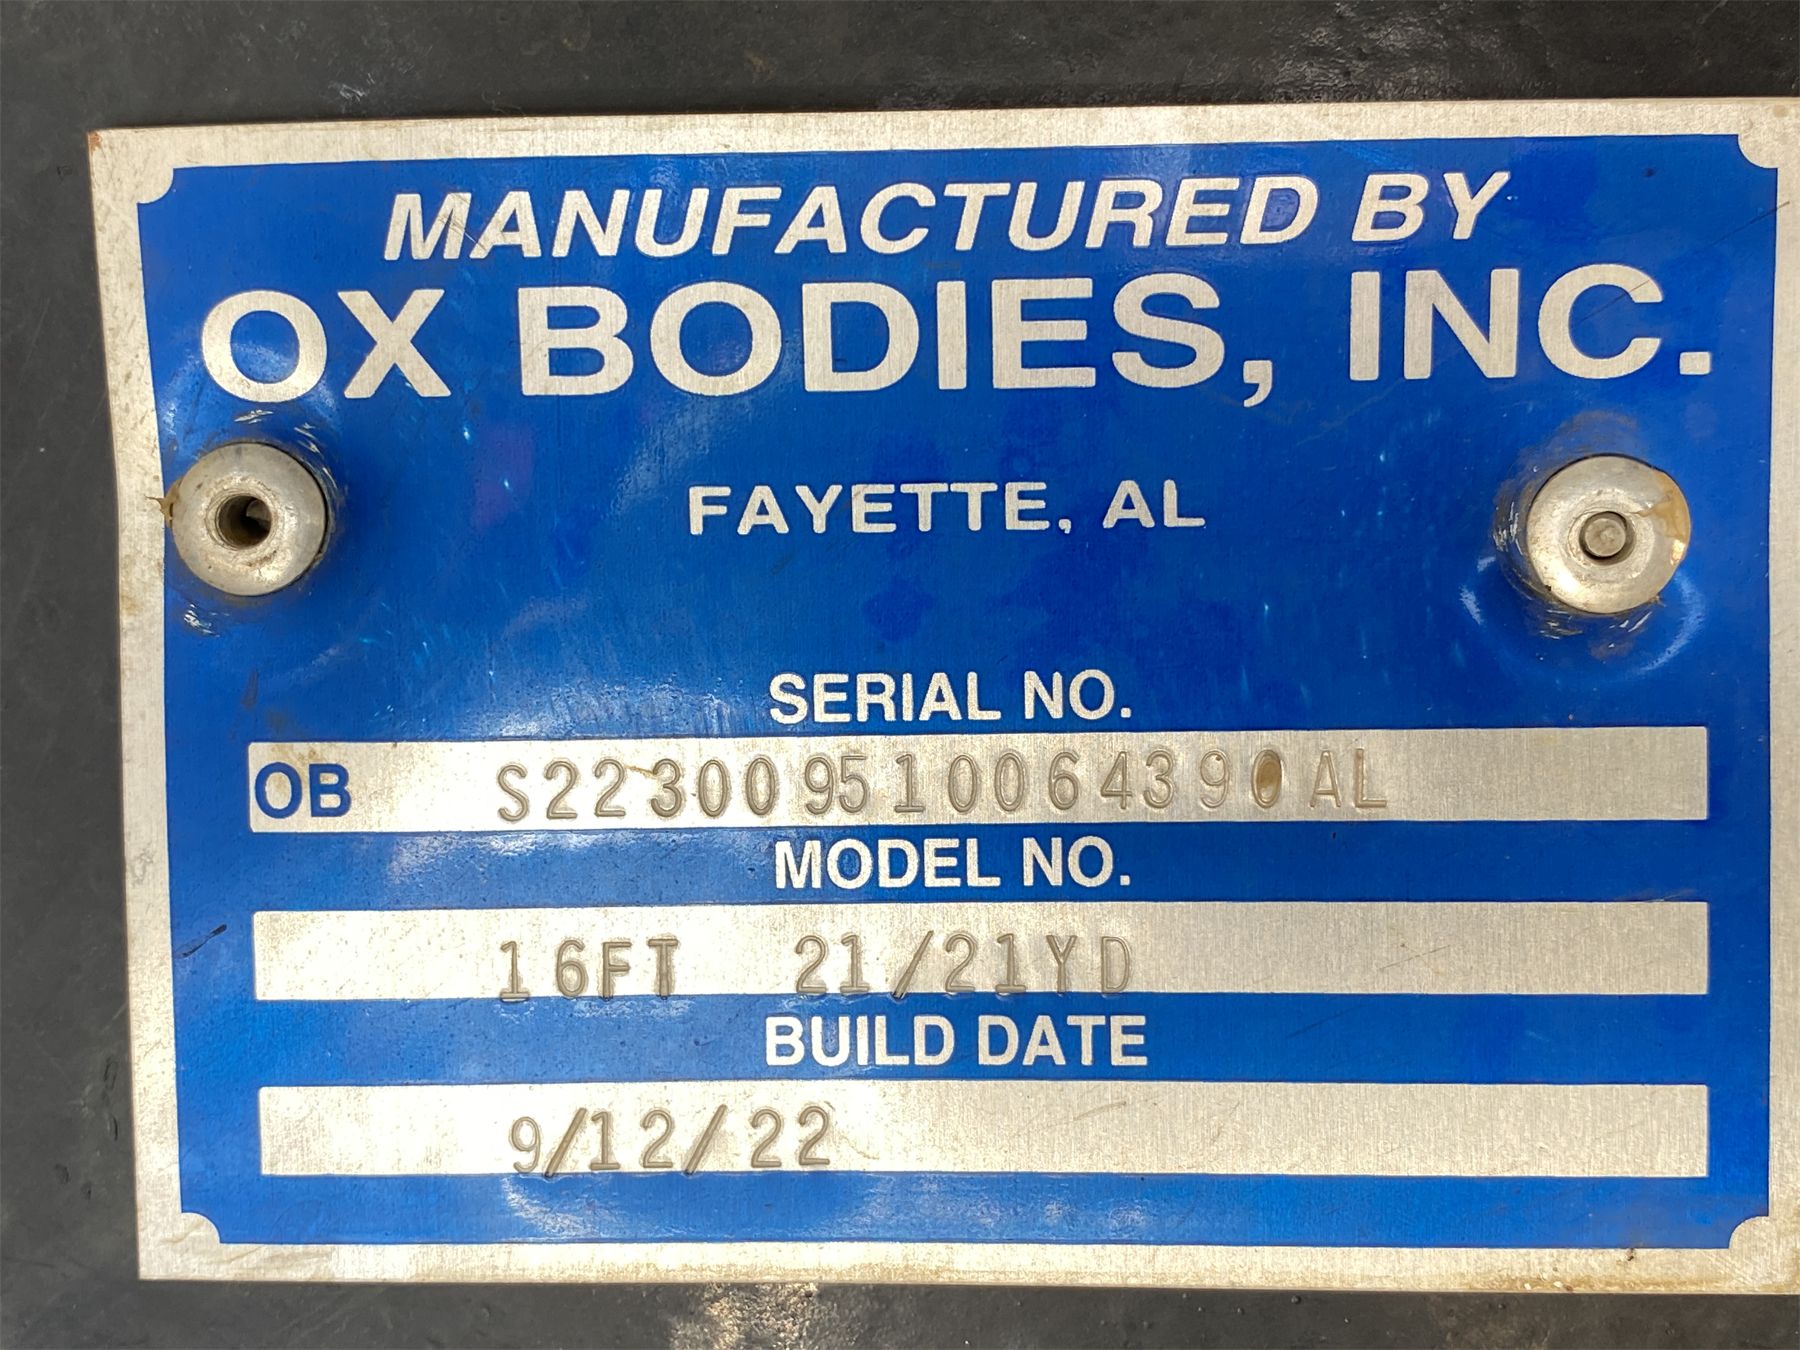 MANUFACTURED BY
OX BODIES, INC.
FAYETTE, AL
SERIAL NO.
OB S223009510064390AL
MODEL NO.
16FT 21/21YD
BUILD DATE
9/12/22